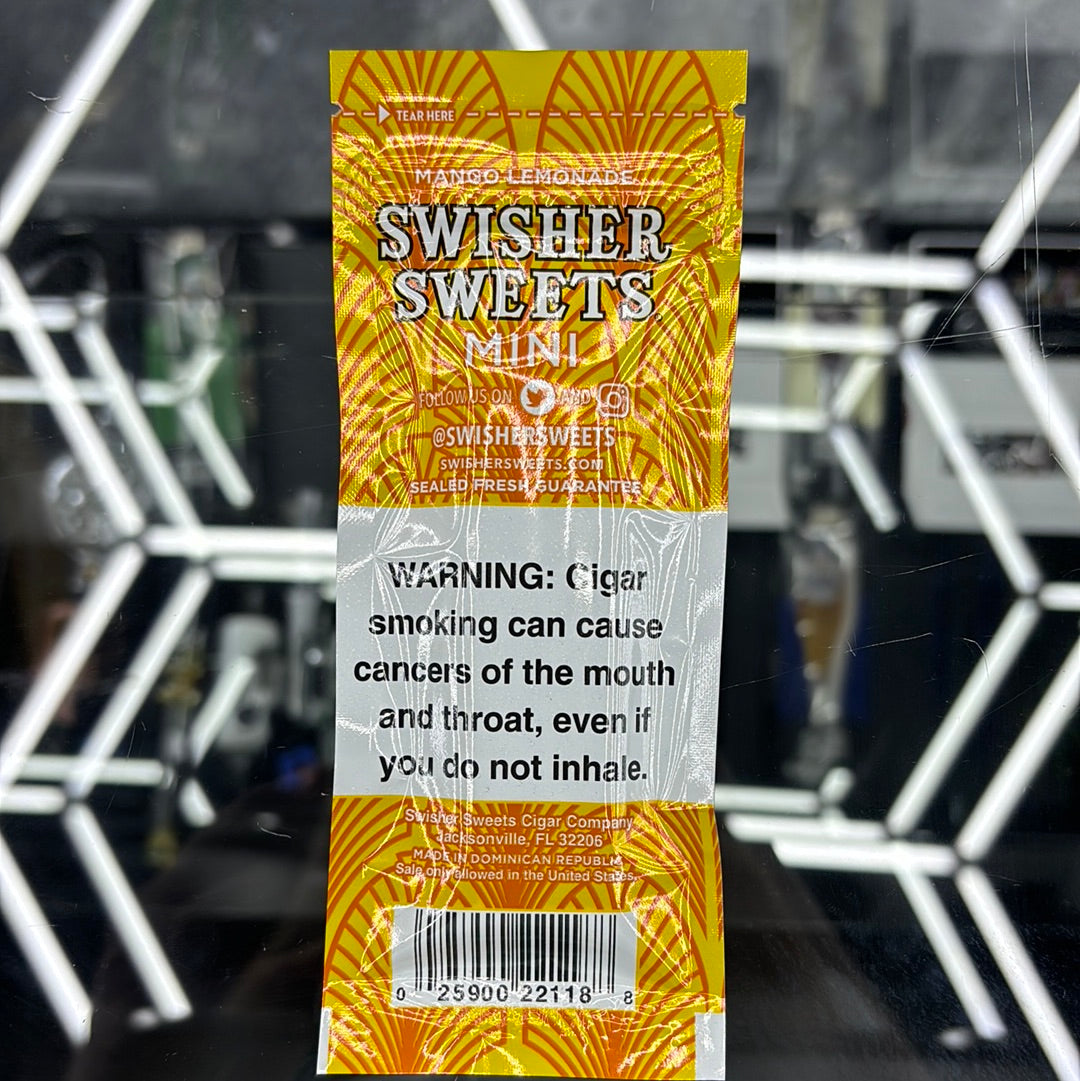 TEAR HERE
MANGO LEMONADE
SWISHER
SWEETS
MINI
FOLLOW US ON AND
@SWISHERSWEETS
SWISHERSWEETS.COM
SEALED FRESH GUARANTEE
WARNING: Cigar
smoking can cause
cancers of the mouth
and throat, even if
you do not inhale.
Swisher Sweets Cigar Company
Jacksonville, FL 32206
MADE IN DOMINICAN REPUBLIC
Sale only allowed in the United States.
0 25900 22118 8